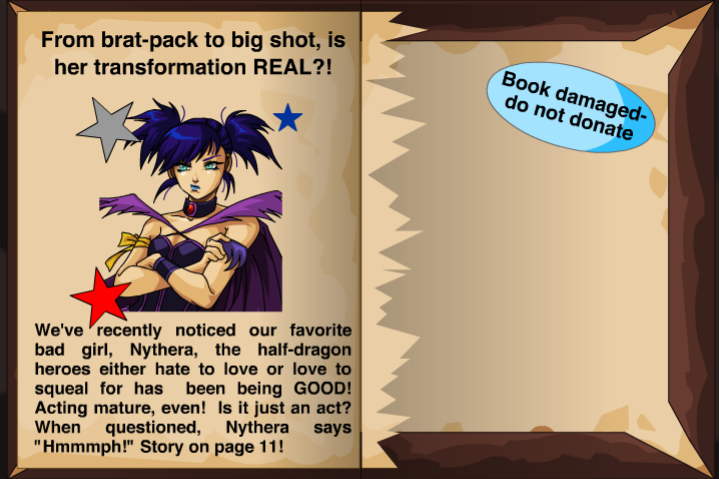 From brat-pack to big shot, is
her transformation REAL?!
We've recently noticed our favorite
bad girl, Nythera, the half-dragon
heroes either hate to love or love to
squeal for has been being GOOD!
Acting mature, even! Is it just an act?
When questioned, Nythera says
"Hmmmph!" Story on page 11!
Book damaged-
do not donate